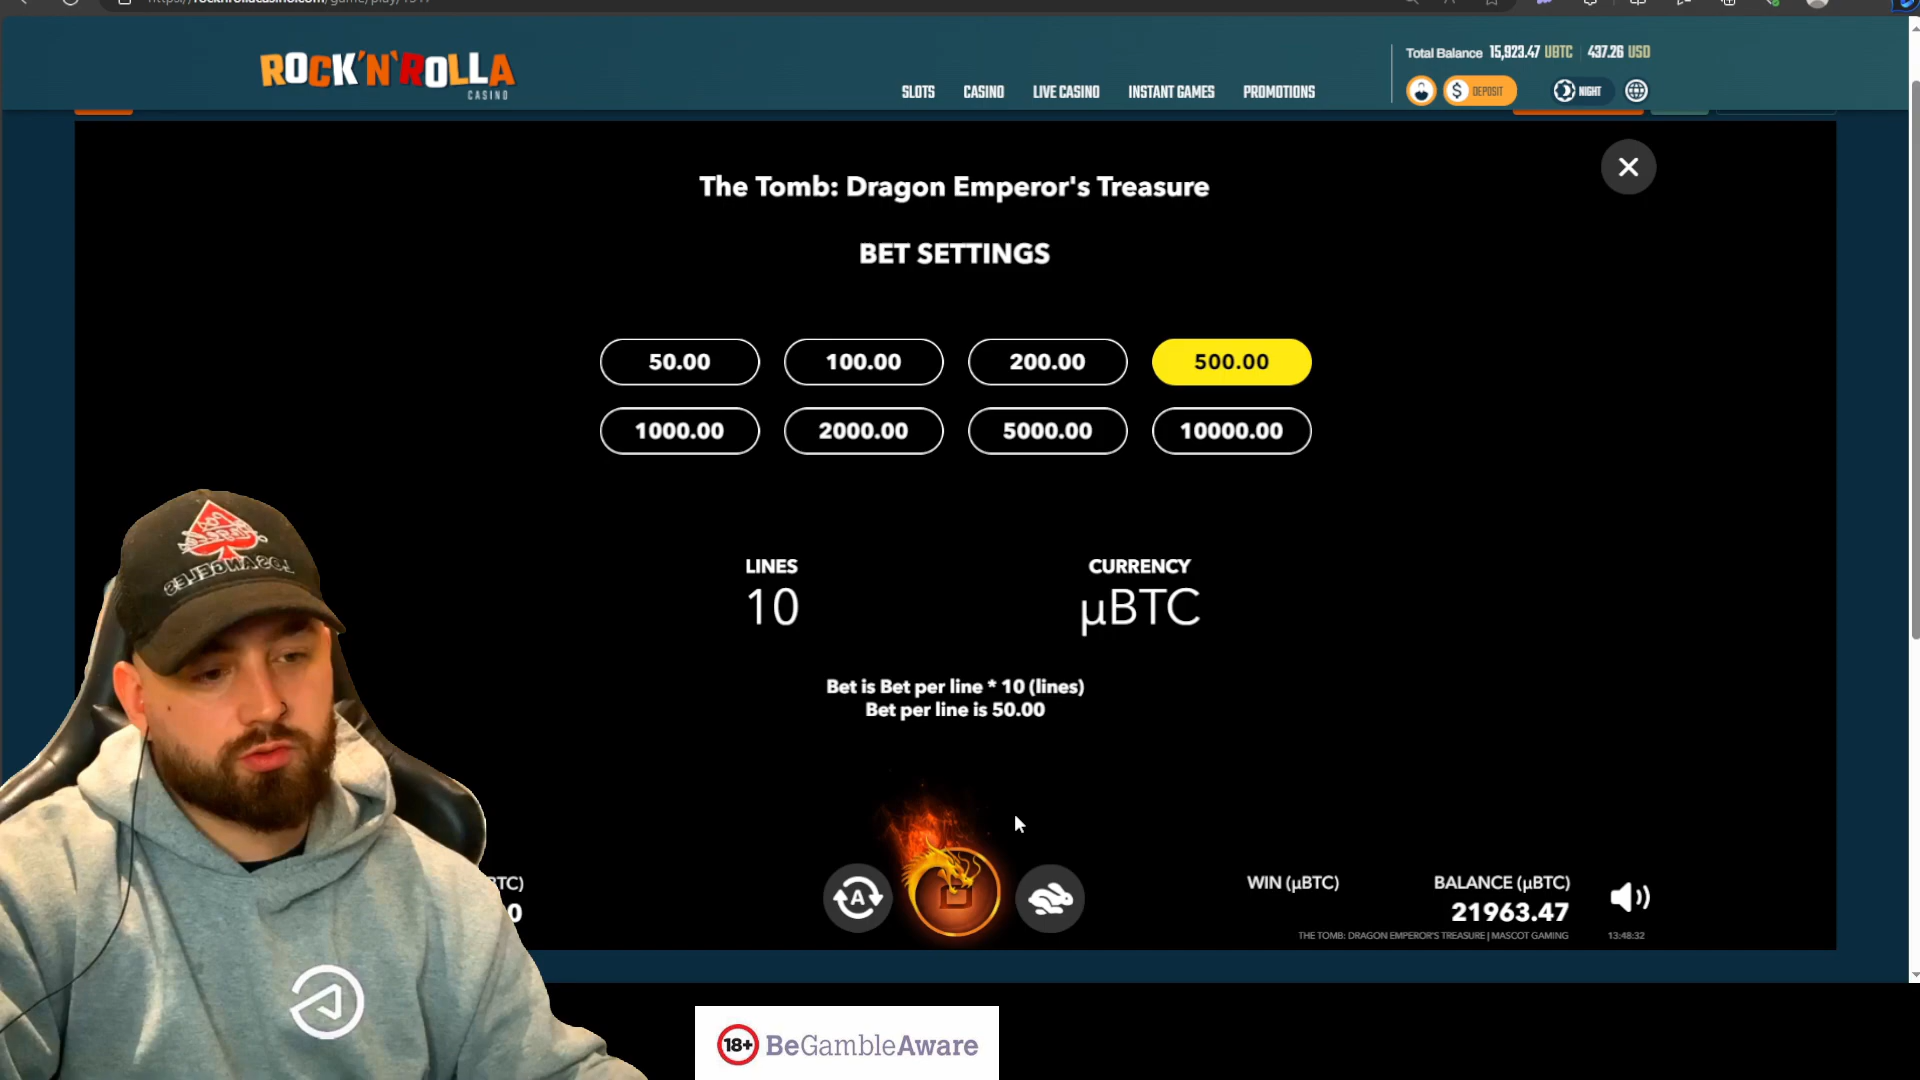 ROCK'N'ROLLA
CASINO
SLOTS
CASINO
LIVE CASINO
INSTANT GAMES
PROMOTIONS
Total Balance 15,923.47 UBTC 437.26 USD
$ DEPOSIT
NIGHT
The Tomb: Dragon Emperor's Treasure
BET SETTINGS
50.00
100.00
200.00
500.00
1000.00
2000.00
5000.00
10000.00
LINES
10
CURRENCY
µBTC
Bet is Bet per line * 10 (lines)
Bet per line is 50.00
LOS ANGELES
BTC)
0
A
WIN (µBTC)
BALANCE (µBTC)
21963.47
THE TOMB: DRAGON EMPEROR'S TREASURE | MASCOT GAMING
13:48:32
18+ BeGambleAware